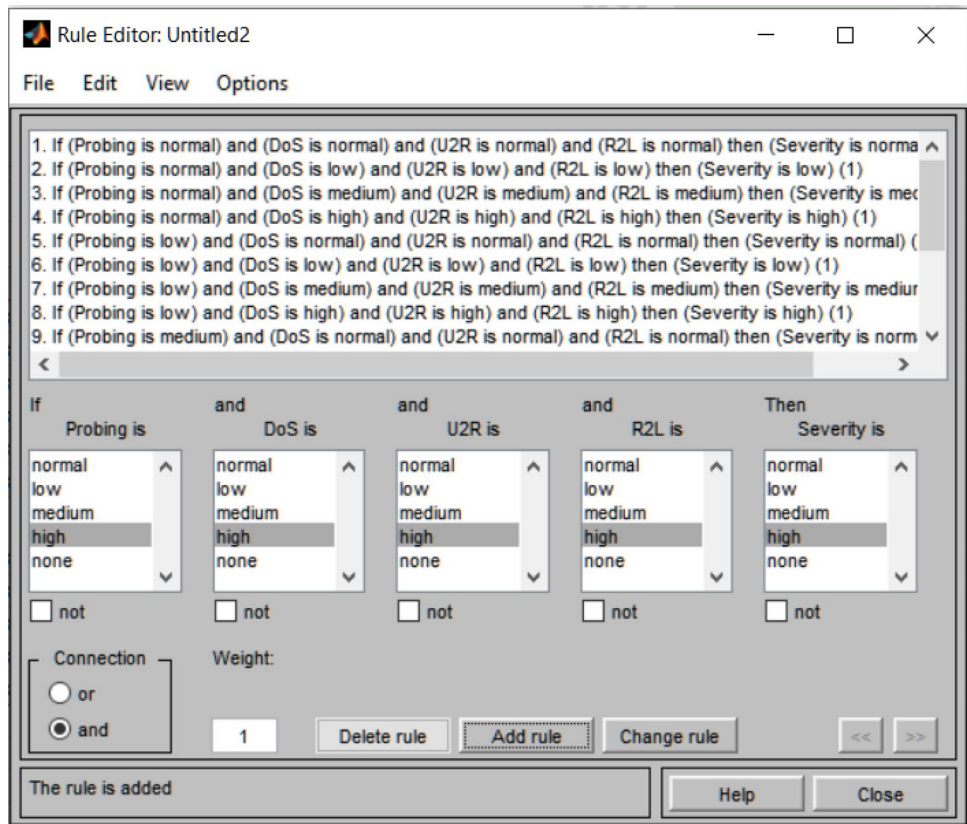 Rule Editor: Untitled2
File Edit View Options
1. If (Probing is normal) and (DoS is normal) and (U2R is normal) and (R2L is normal) then (Severity is norma
2. If (Probing is normal) and (DoS is low) and (U2R is low) and (R2L is low) then (Severity is low) (1)
3. If (Probing is normal) and (DoS is medium) and (U2R is medium) and (R2L is medium) then (Severity is med
4. If (Probing is normal) and (DoS is high) and (U2R is high) and (R2L is high) then (Severity is high) (1)
5. If (Probing is low) and (DoS is normal) and (U2R is normal) and (R2L is normal) then (Severity is normal) (
6. If (Probing is low) and (DoS is low) and (U2R is low) and (R2L is low) then (Severity is low) (1)
7. If (Probing is low) and (DoS is medium) and (U2R is medium) and (R2L is medium) then (Severity is mediur
8. If (Probing is low) and (DoS is high) and (U2R is high) and (R2L is high) then (Severity is high) (1)
9. If (Probing is medium) and (DoS is normal) and (U2R is normal) and (R2L is normal) then (Severity is norm
If and and and Then
Probing is DoS is U2R is R2L is Severity is
normal normal normal normal normal
low low low low low
medium medium medium medium medium
high high high high high
none none none none none
not not not not not
Connection Weight:
or
and 1 Delete rule Add rule Change rule << >>
The rule is added Help Close